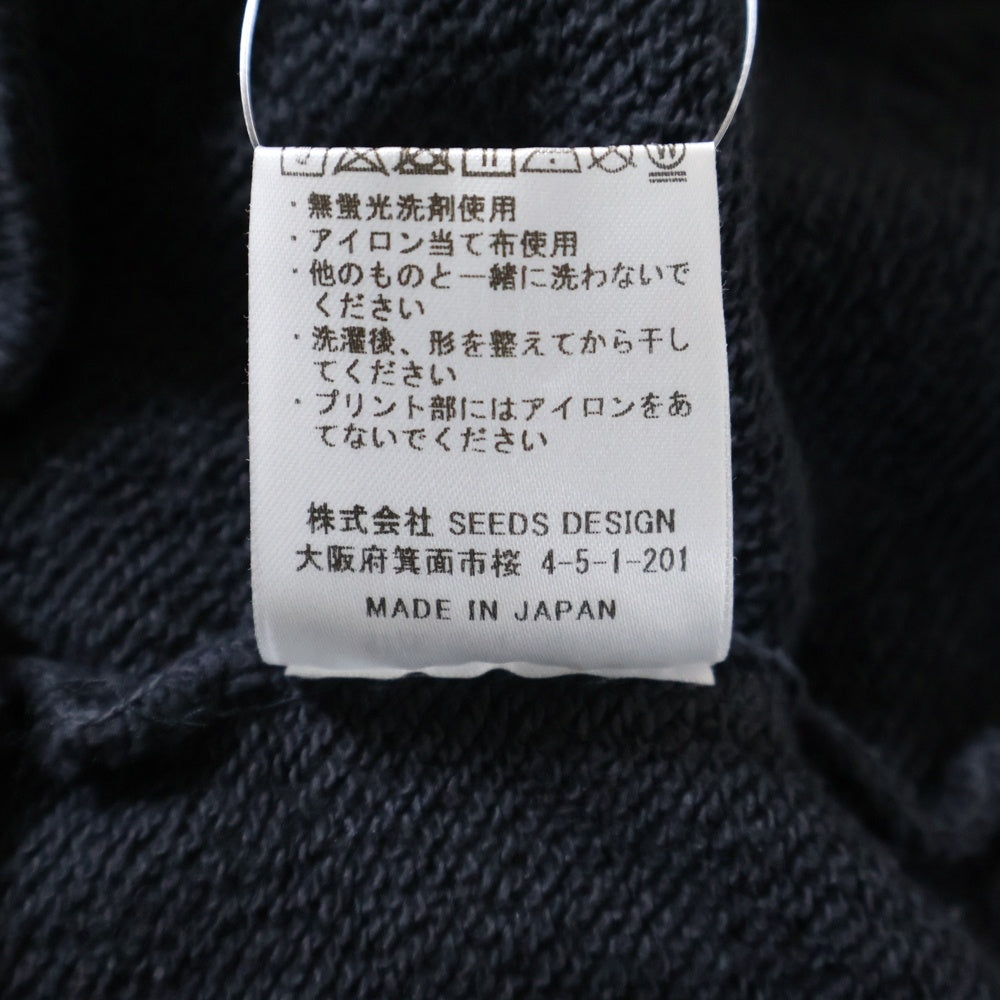 ・無蛍光洗剤使用
・アイロン当て布使用
・他のものと一緒に洗わないで
ください
・洗濯後、形を整えてから干し
てください
・プリント部にはアイロンをあ
てないでください
株式会社 SEEDS DESIGN
大阪府箕面市桜 4-5-1-201
MADE IN JAPAN